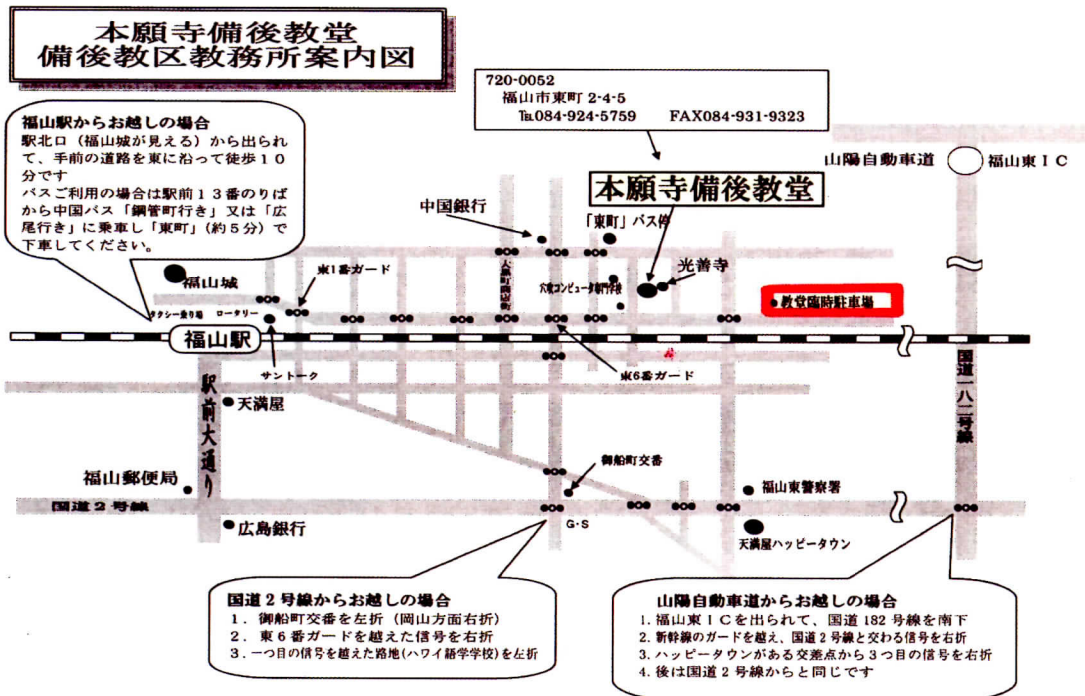 本願寺備後教堂
備後教区教務所案内図
720-0052
福山市東町 2-4-5
℡084-924-5759 FAX084-931-9323
福山駅からお越しの場合
駅北口(福山城が見える)から出られ
て、手前の道路を東に沿って徒歩10
分です
バスご利用の場合は駅前13番のりば
から中国バス「鋼管町行き」又は「広
尾行き」に乗車し「東町」(約5分)で
下車してください。
山陽自動車道
福山東IC
本願寺備後教堂
中国銀行
「東町」バス停
福山城
東1番ガード
大黒町商店街
穴吹コンピュータ専門学校
光善寺
教堂臨時駐車場
タクシー乗り場
ロータリー
福山駅
サントーク
東6番ガード
国道一八二号線
駅前大通り
天満屋
福山郵便局
御船町交番
福山東警察署
国道2号線
広島銀行
G・S
天満屋ハッピータウン
国道2号線からお越しの場合
1. 御船町交番を左折(岡山方面右折)
2. 東6番ガードを越えた信号を右折
3. 一つ目の信号を越えた路地(ハワイ語学学校)を左折
山陽自動車道からお越しの場合
1. 福山東ICを出られて、国道182号線を南下
2. 新幹線のガードを越え、国道2号線と交わる信号を右折
3. ハッピータウンがある交差点から3つ目の信号を右折
4. 後は国道2号線からと同じです